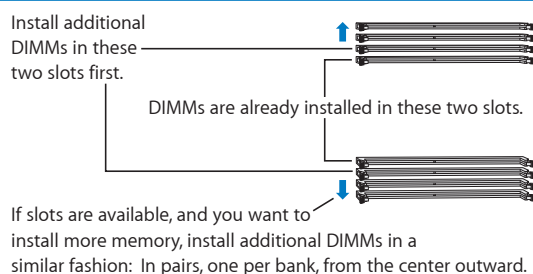 Install additional
DIMMs in these
two slots first.
DIMMs are already installed in these two slots.
If slots are available, and you want to
install more memory, install additional DIMMs in a
similar fashion: In pairs, one per bank, from the center outward.